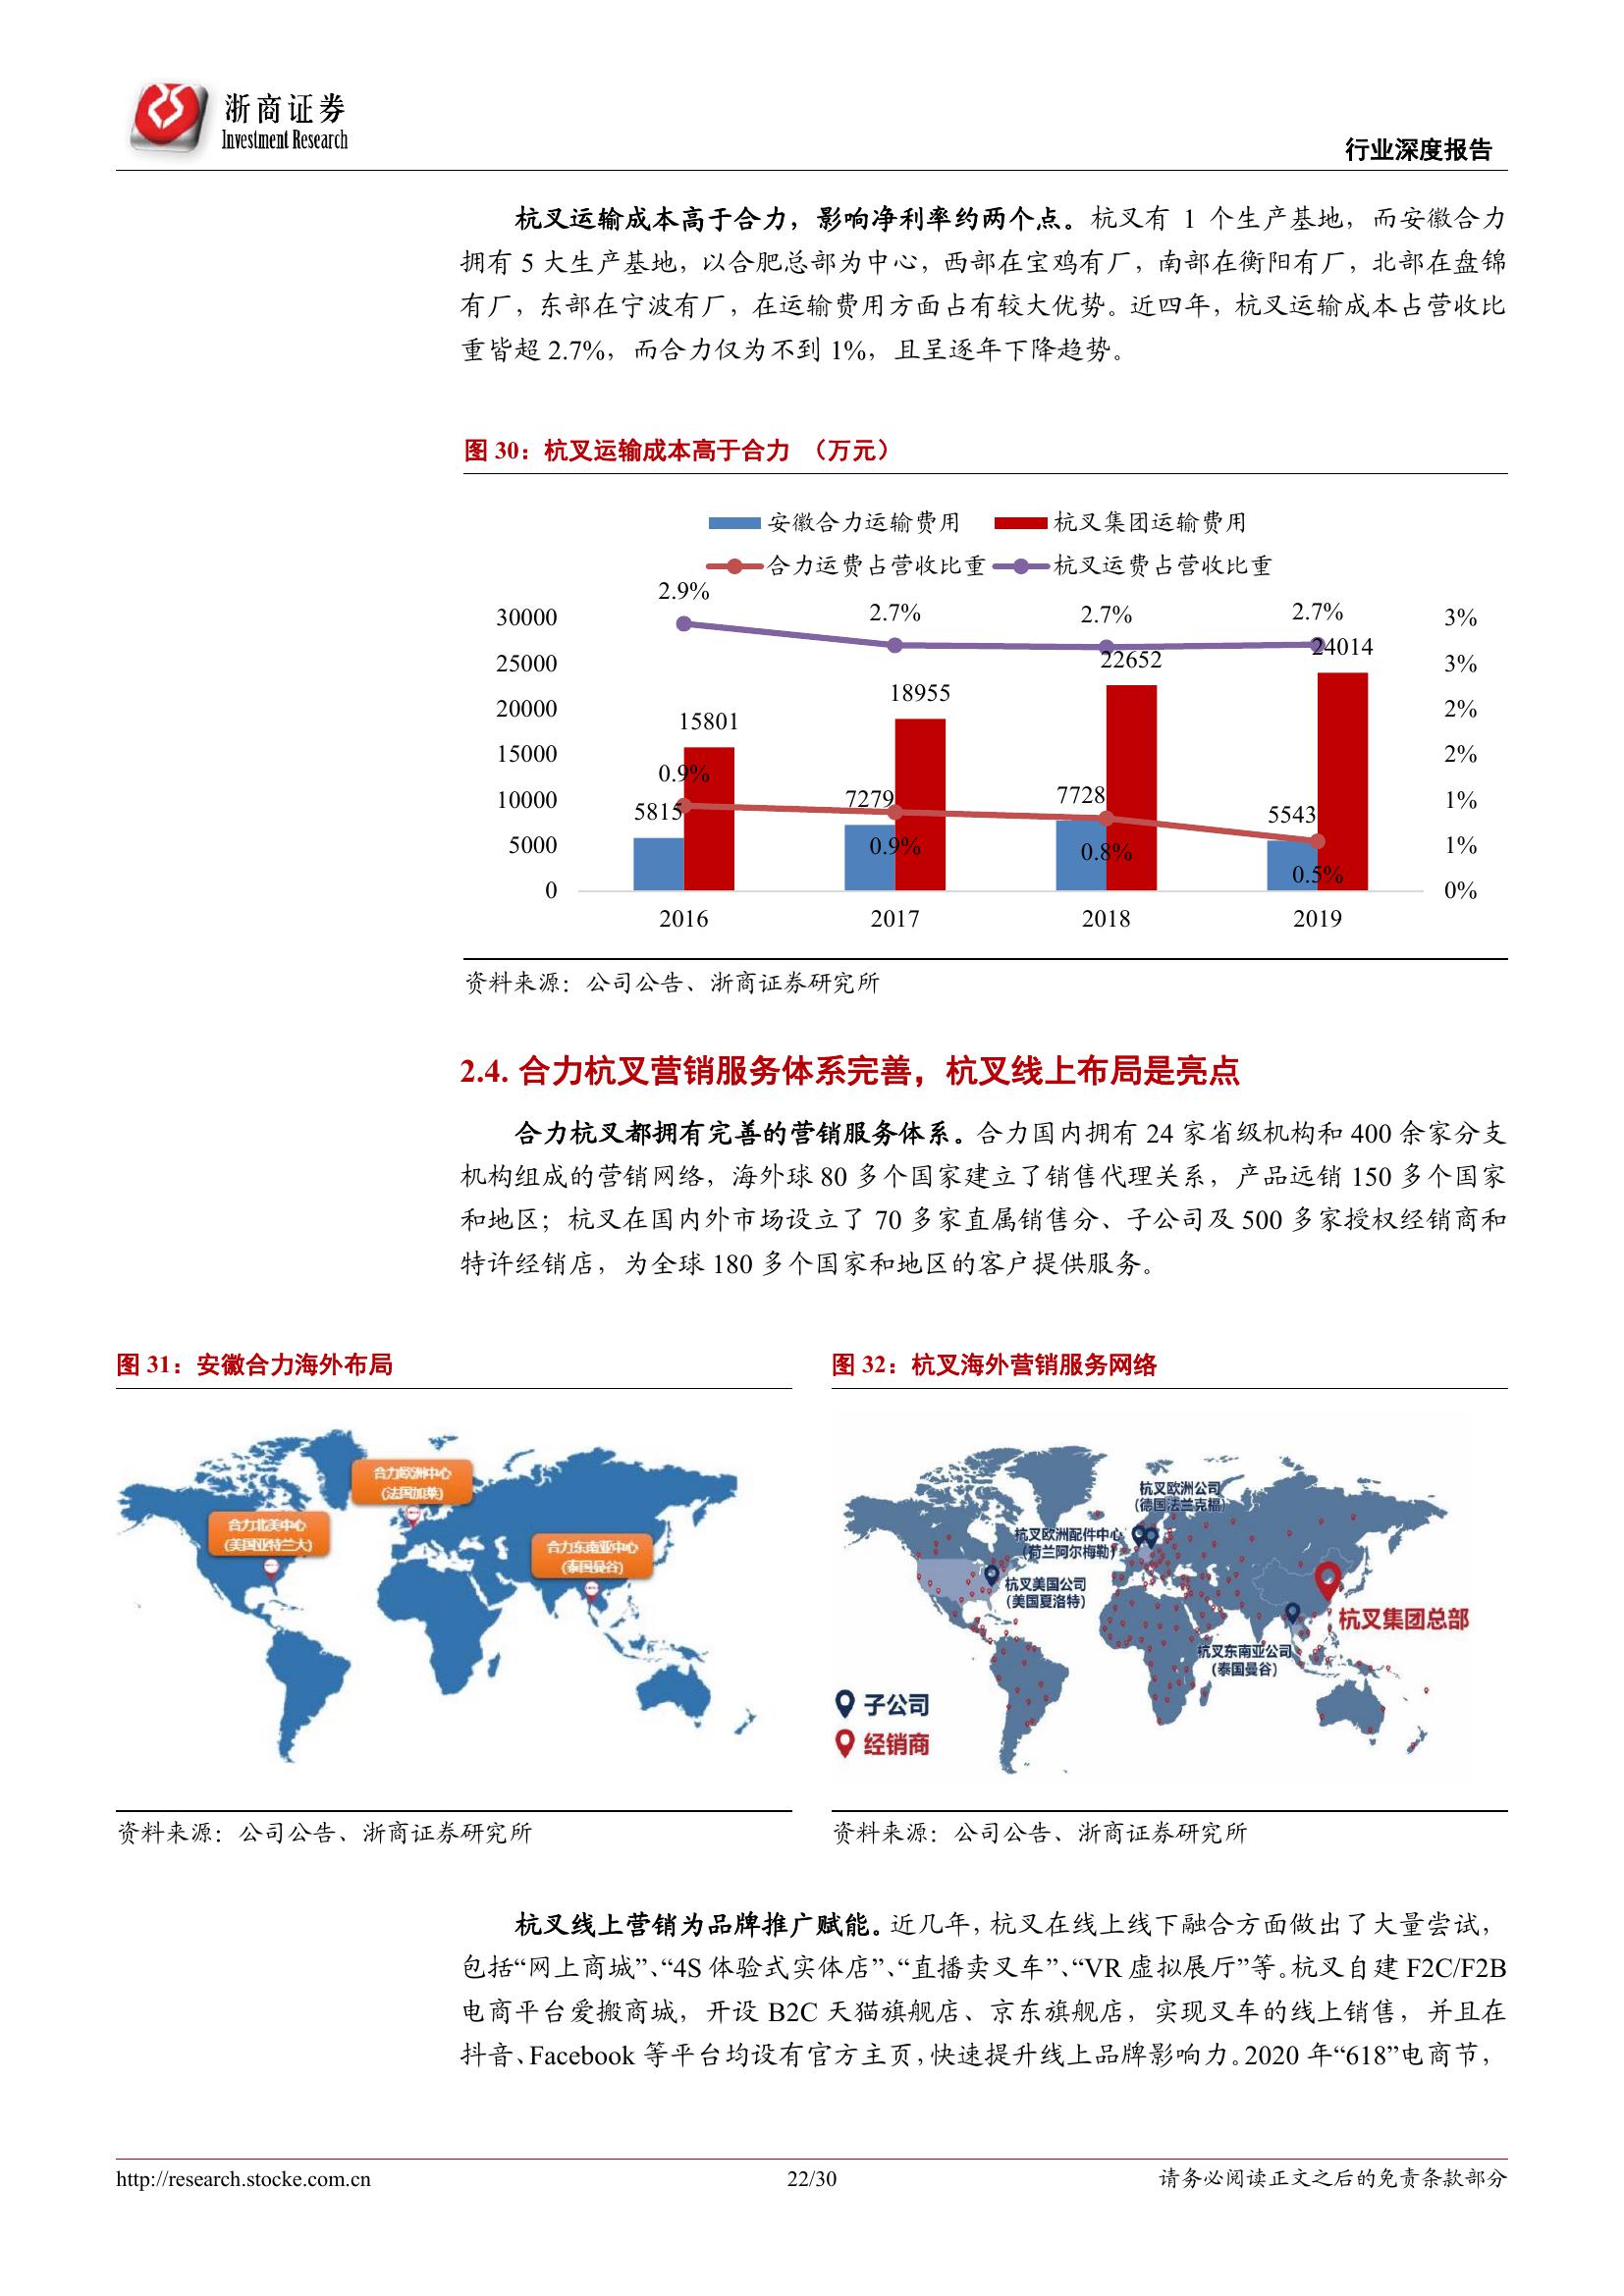 浙商证券
Investment Research
行业深度报告
杭叉运输成本高于合力，影响净利率约两个点。杭叉有 1 个生产基地，而安徽合力
拥有 5 大生产基地，以合肥总部为中心，西部在宝鸡有厂，南部在衡阳有厂，北部在盘锦
有厂，东部在宁波有厂，在运输费用方面占有较大优势。近四年，杭叉运输成本占营收比
重皆超 2.7%，而合力仅为不到 1%，且呈逐年下降趋势。
图 30：杭叉运输成本高于合力 （万元）
安徽合力运输费用 杭叉集团运输费用
合力运费占营收比重 杭叉运费占营收比重
2.9% 2.7% 2.7% 2.7%
30000 3%
25000 3%
20000 2%
15000 2%
10000 1%
5000 1%
0 0%
15801 18955 22652 24014
5815 7279 7728 5543
0.9% 0.9% 0.8% 0.5%
2016 2017 2018 2019
资料来源：公司公告、浙商证券研究所
2.4. 合力杭叉营销服务体系完善，杭叉线上布局是亮点
合力杭叉都拥有完善的营销服务体系。合力国内拥有 24 家省级机构和 400 余家分支
机构组成的营销网络，海外球 80 多个国家建立了销售代理关系，产品远销 150 多个国家
和地区；杭叉在国内外市场设立了 70 多家直属销售分、子公司及 500 多家授权经销商和
特许经销店，为全球 180 多个国家和地区的客户提供服务。
图 31：安徽合力海外布局
合力欧洲中心
(法国加莱)
合力北美中心
(美国亚特兰大)
合力东南亚中心
(泰国曼谷)
资料来源：公司公告、浙商证券研究所
图 32：杭叉海外营销服务网络
杭叉欧洲公司
(德国法兰克福)
杭叉欧洲配件中心
(荷兰阿尔梅勒)
杭叉美国公司
(美国夏洛特)
杭叉集团总部
杭叉东南亚公司
(泰国曼谷)
子公司
经销商
资料来源：公司公告、浙商证券研究所
杭叉线上营销为品牌推广赋能。近几年，杭叉在线上线下融合方面做出了大量尝试，
包括“网上商城”、“4S 体验式实体店”、“直播卖叉车”、“VR 虚拟展厅”等。杭叉自建 F2C/F2B
电商平台爱搬商城，开设 B2C 天猫旗舰店、京东旗舰店，实现叉车的线上销售，并且在
抖音、Facebook 等平台均设有官方主页，快速提升线上品牌影响力。2020 年“618”电商节，
http://research.stocke.com.cn
22/30
请务必阅读正文之后的免责条款部分